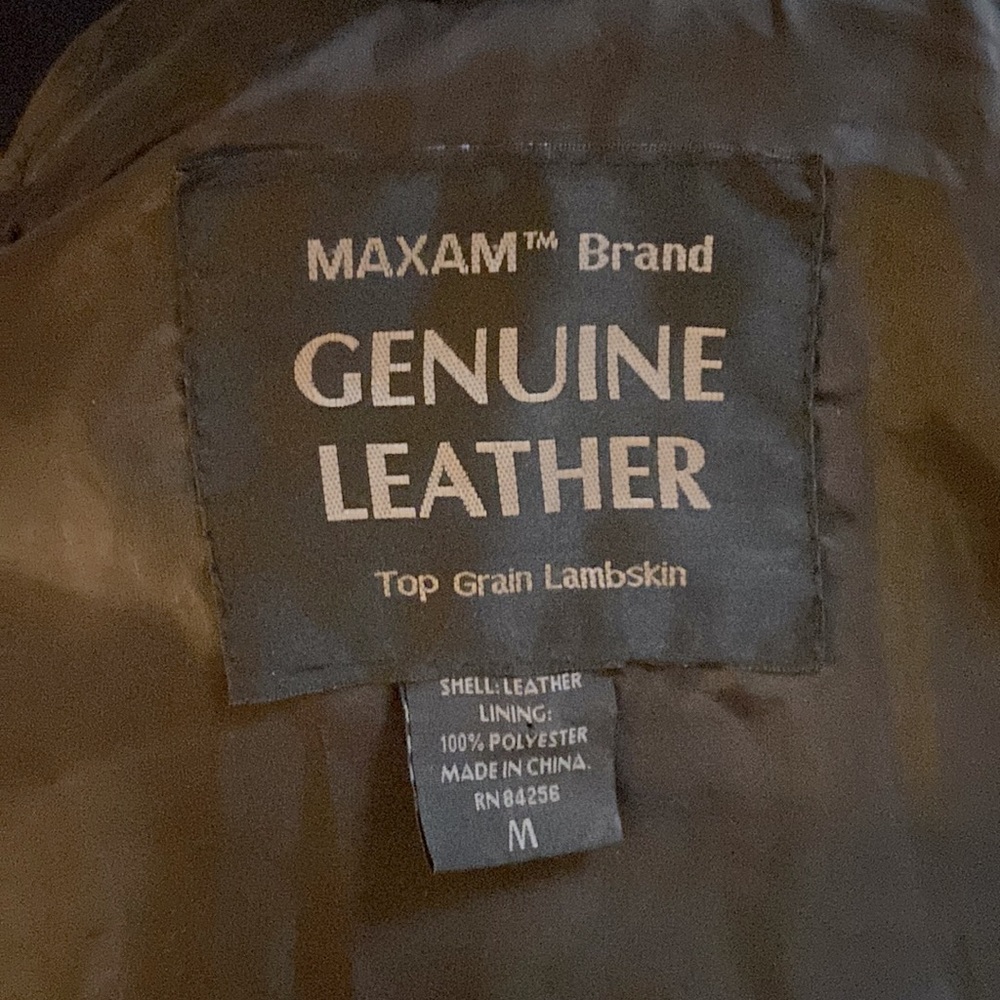 MAXAM™ Brand
GENUINE
LEATHER
Top Grain Lambskin
SHELL: LEATHER
LINING:
100% POLYESTER
MADE IN CHINA.
RN 84256
M